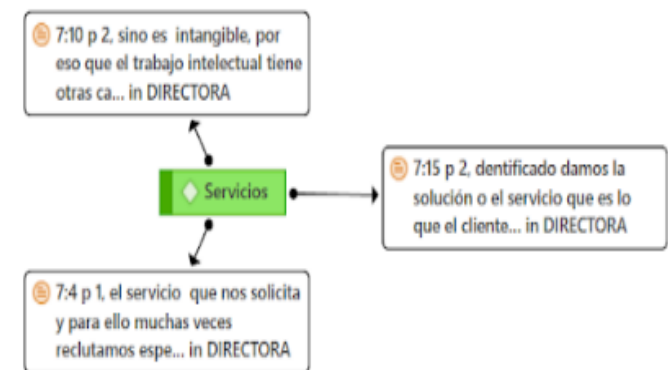 7:10 p 2, sino es intangible, por
eso que el trabajo intelectual tiene
otras ca... in DIRECTORA
Servicios
7:15 p 2, dentificado damos la
solución o el servicio que es lo
que el cliente... in DIRECTORA
7:4 p 1, el servicio que nos solicita
y para ello muchas veces
reclutamos espe... in DIRECTORA